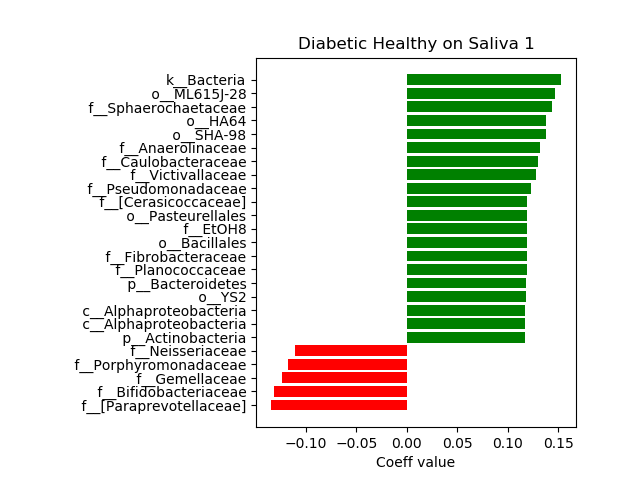 Diabetic Healthy on Saliva 1
k__Bacteria
o__ML615J-28
f__Sphaerochaetaceae
o__HA64
o__SHA-98
f__Anaerolinaceae
f__Caulobacteraceae
f__Victivallaceae
f__Pseudomonadaceae
f__[Cerasicoccaceae]
o__Pasteurellales
f__EtOH8
o__Bacillales
f__Fibrobacteraceae
f__Planococcaceae
p__Bacteroidetes
o__YS2
c__Alphaproteobacteria
c__Alphaproteobacteria
p__Actinobacteria
f__Neisseriaceae
f__Porphyromonadaceae
f__Gemellaceae
f__Bifidobacteriaceae
f__[Paraprevotellaceae]
−0.10 −0.05 0.00 0.05 0.10 0.15
Coeff value